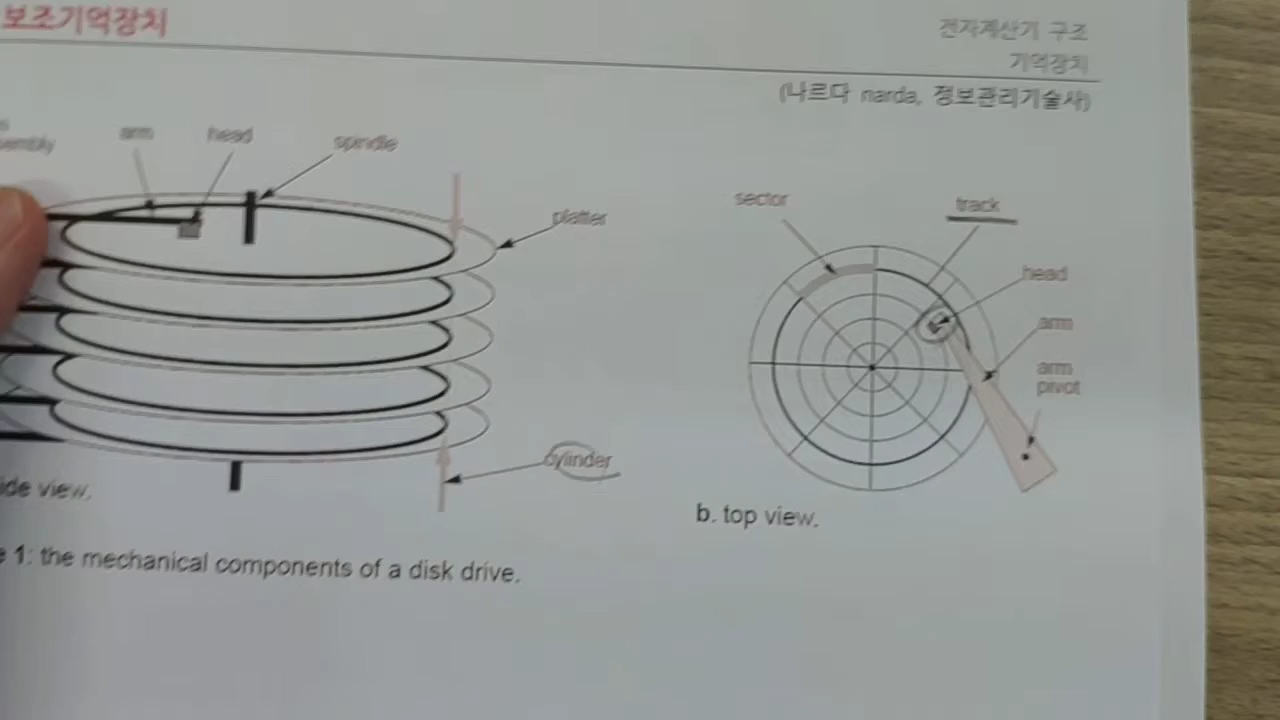 보조기억장치
전자계산기 구조
기억장치
(나르다 narda, 정보관리기술사)
arm
head
spindle
platter
cylinder
view.
sector
track
head
arm
arm
pivot
b. top view.
1: the mechanical components of a disk drive.